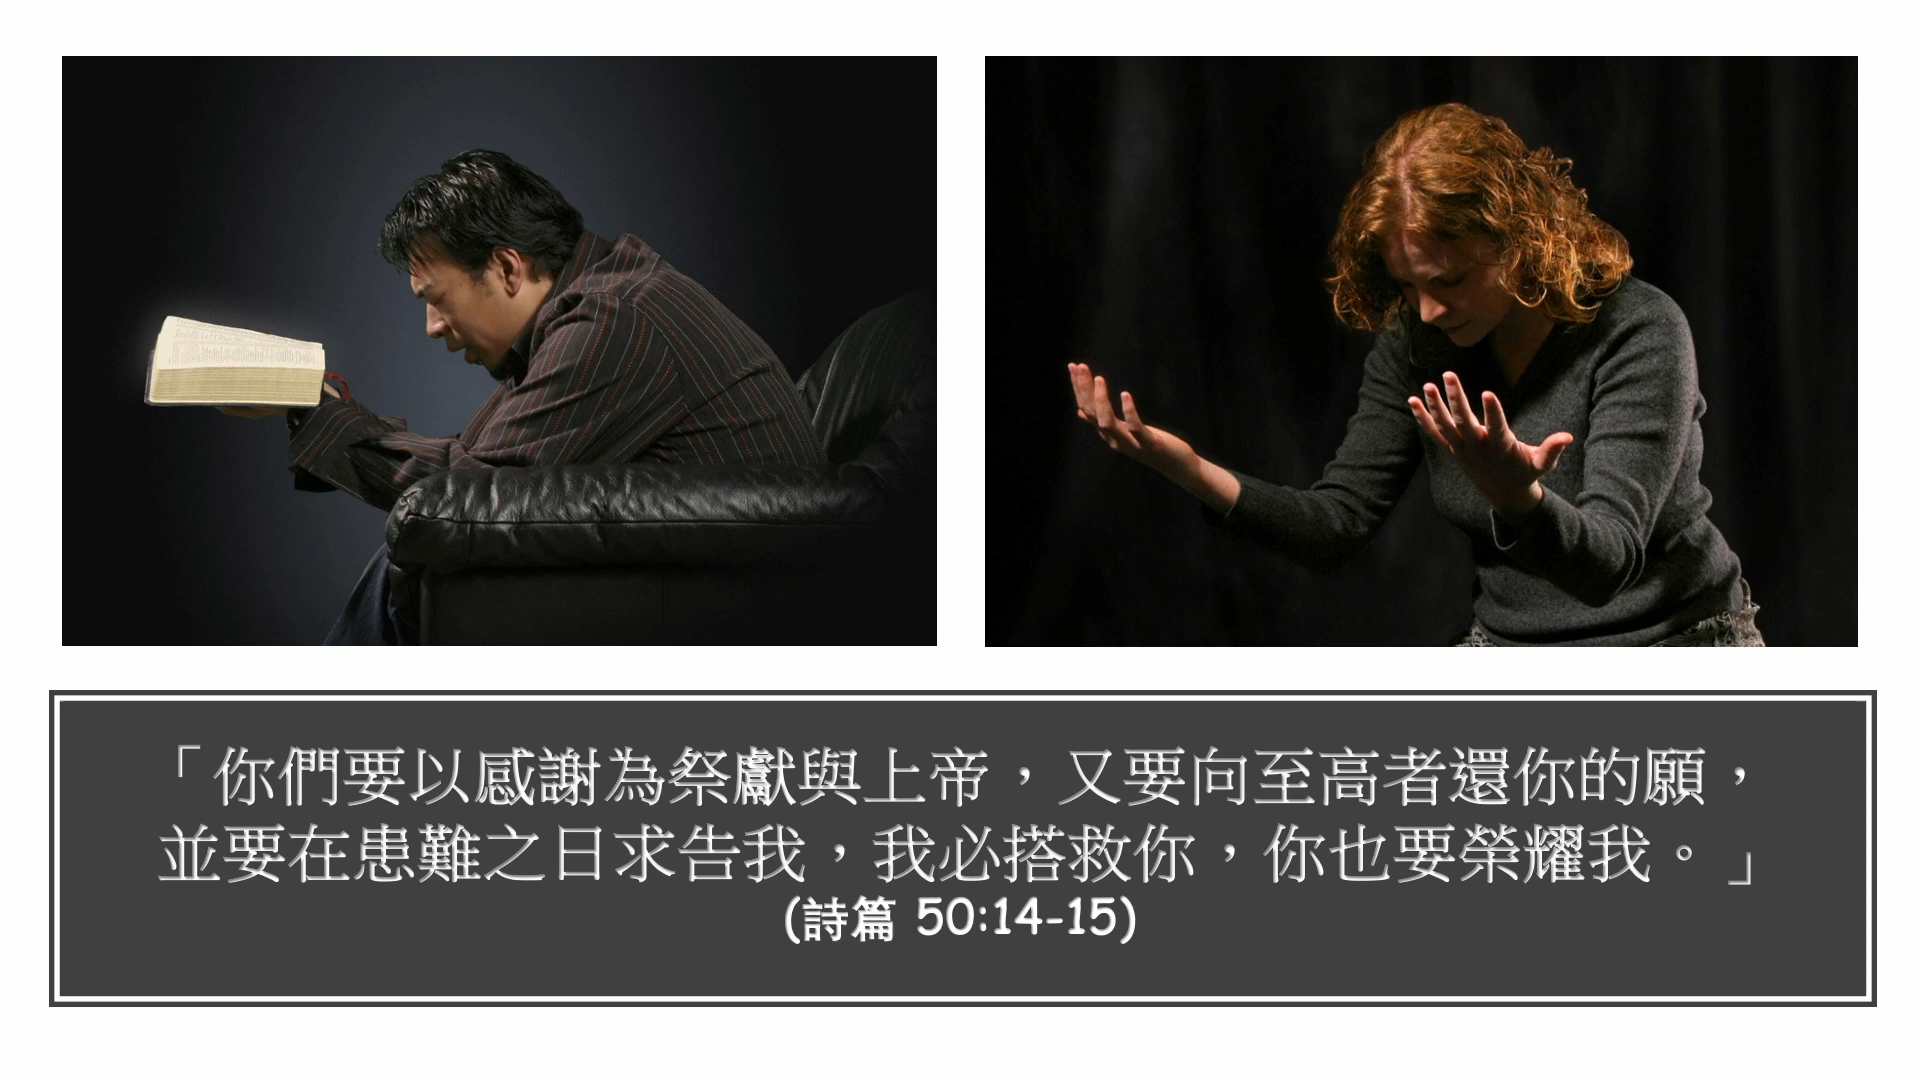 「你們要以感謝為祭獻與上帝，又要向至高者還你的願，
並要在患難之日求告我，我必搭救你，你也要榮耀我。」
(詩篇 50:14-15)